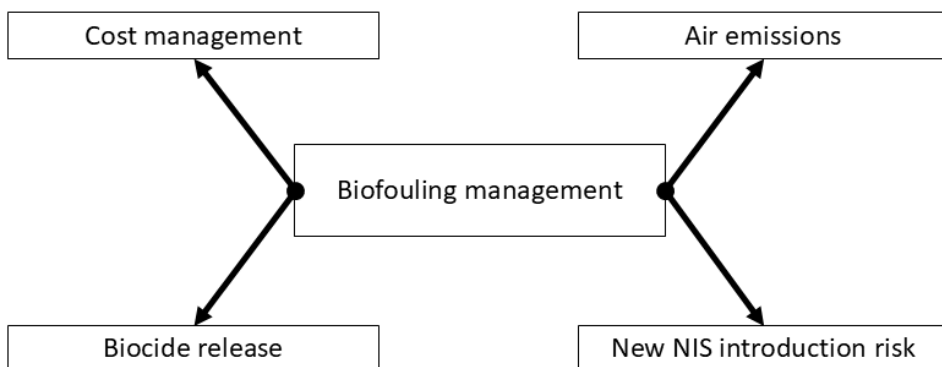 Cost management
Air emissions
Biofouling management
Biocide release
New NIS introduction risk